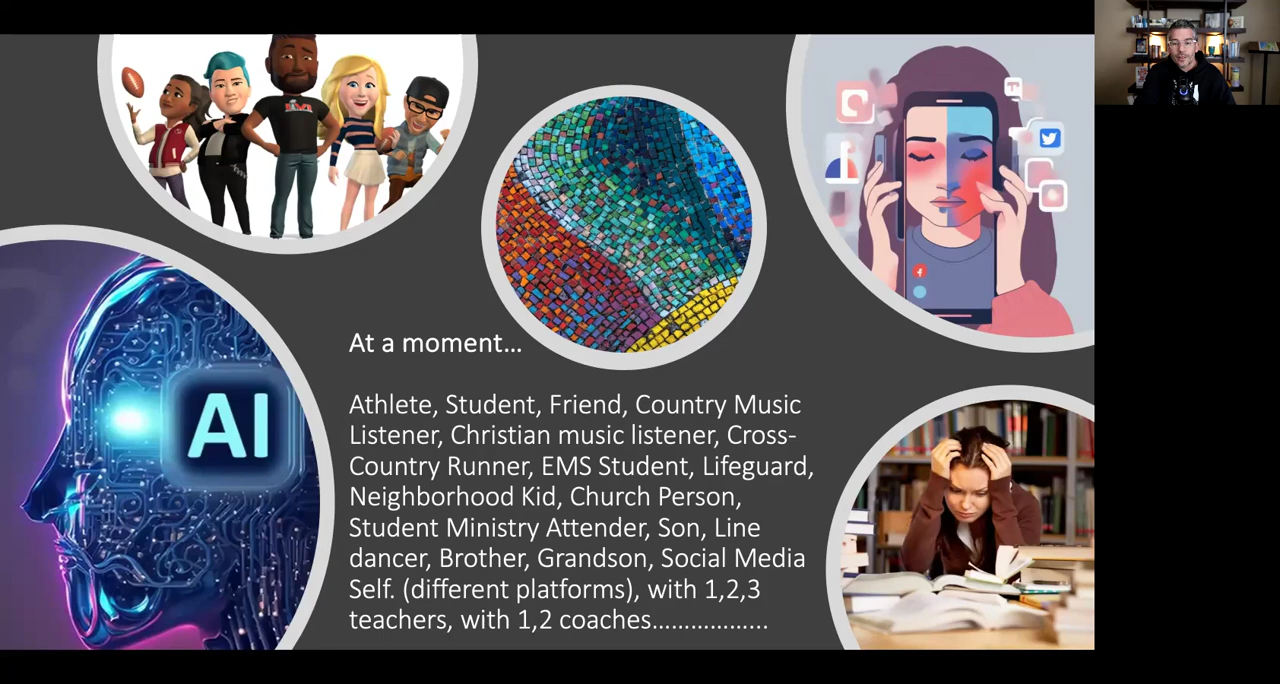 AI
At a moment...
Athlete, Student, Friend, Country Music
Listener, Christian music listener, Cross-
Country Runner, EMS Student, Lifeguard,
Neighborhood Kid, Church Person,
Student Ministry Attender, Son, Line
dancer, Brother, Grandson, Social Media
Self. (different platforms), with 1,2,3
teachers, with 1,2 coaches………………..